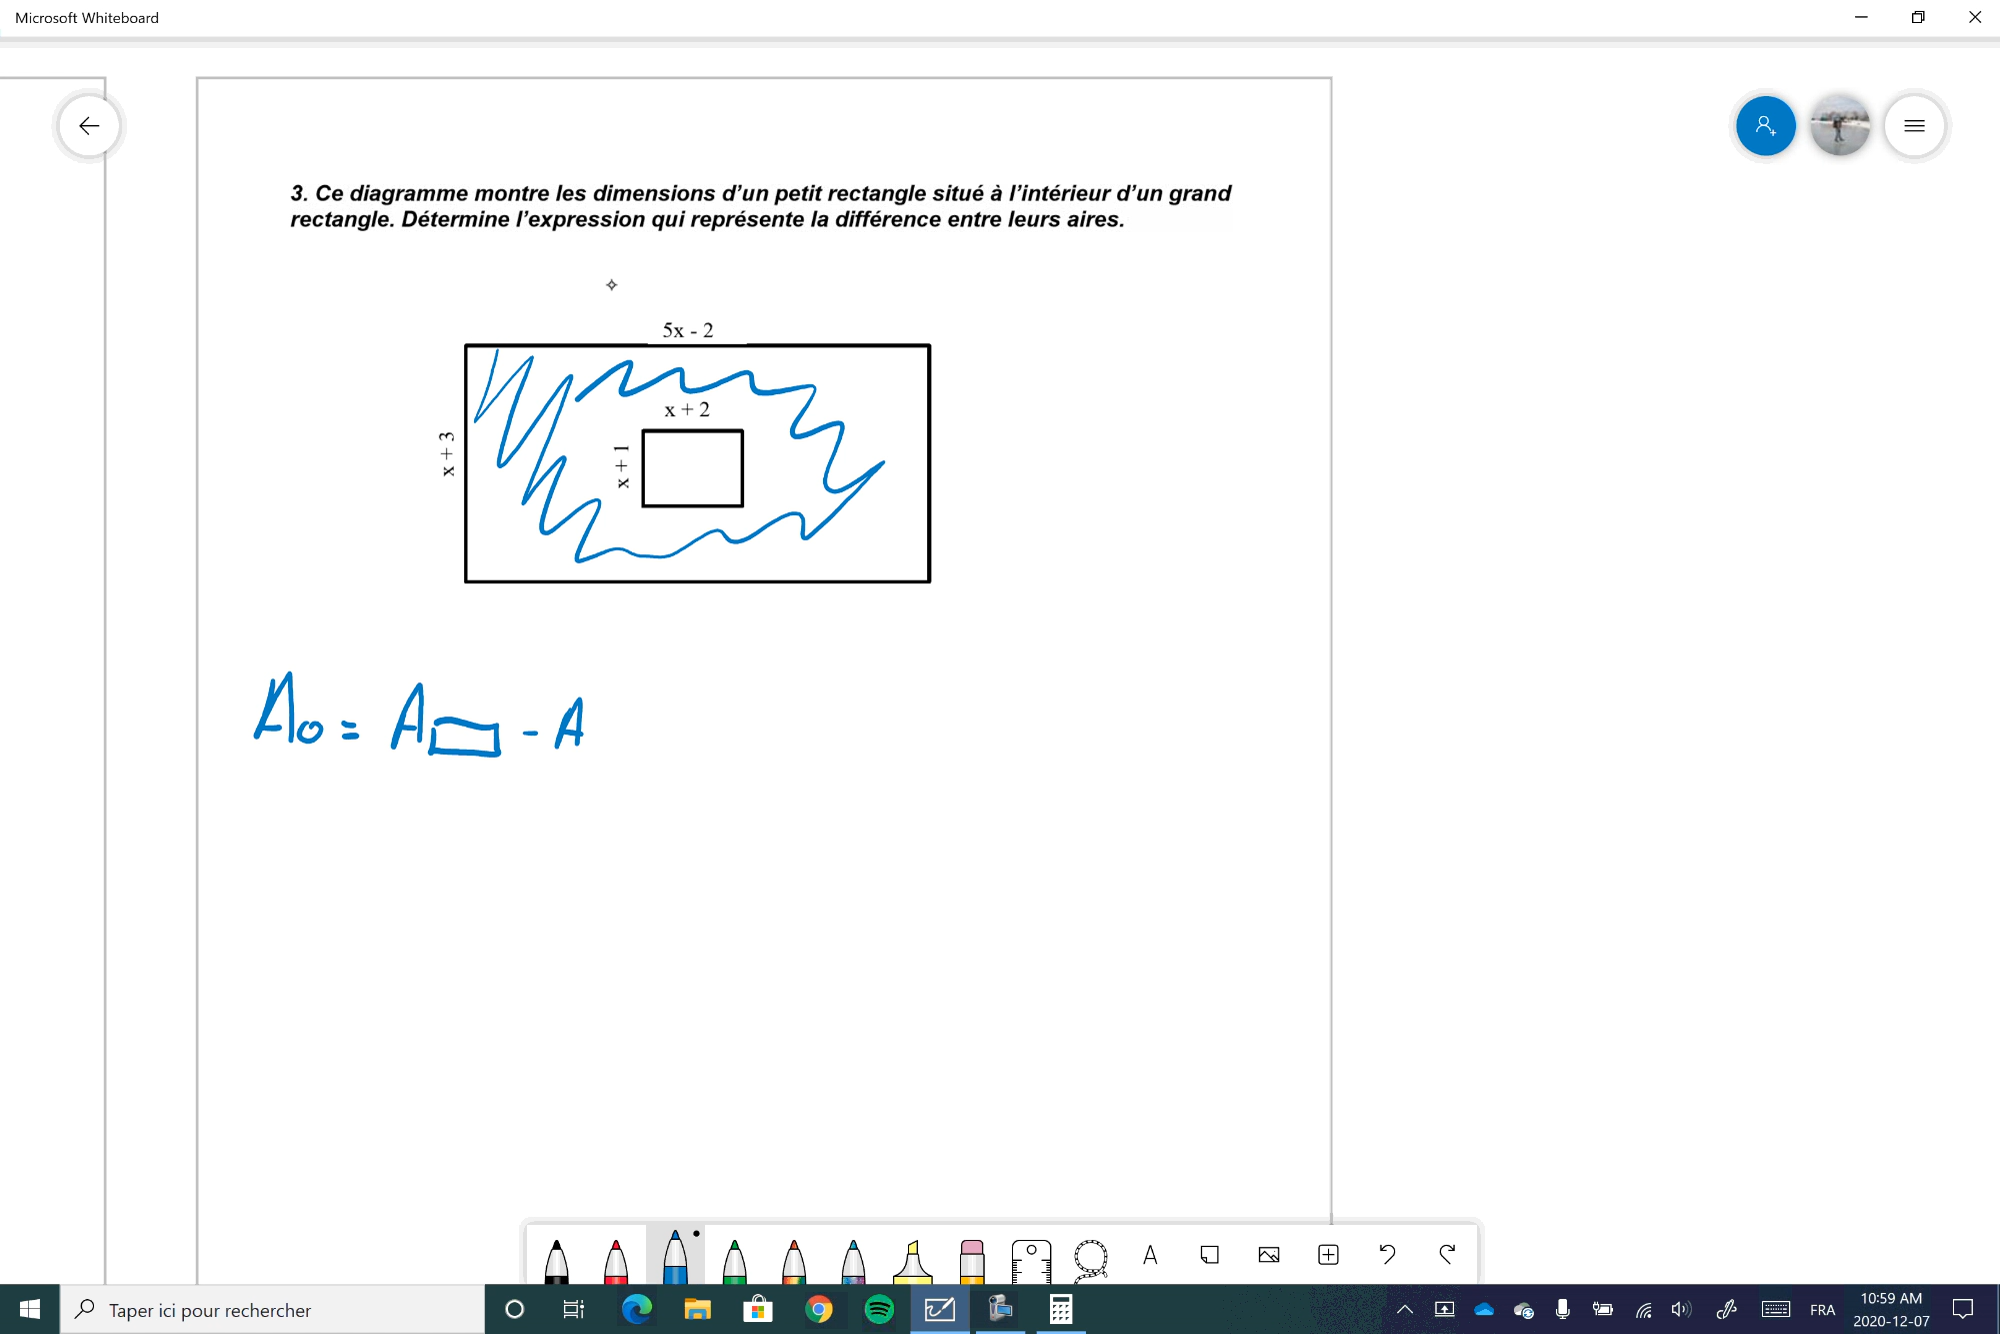 Microsoft Whiteboard
3. Ce diagramme montre les dimensions d’un petit rectangle situé à l’intérieur d’un grand
rectangle. Détermine l’expression qui représente la différence entre leurs aires.
5x - 2
x + 2
x + 3
x + 1
A₀ = A▭ - A
A
Taper ici pour rechercher
FRA
10:59 AM
2020-12-07